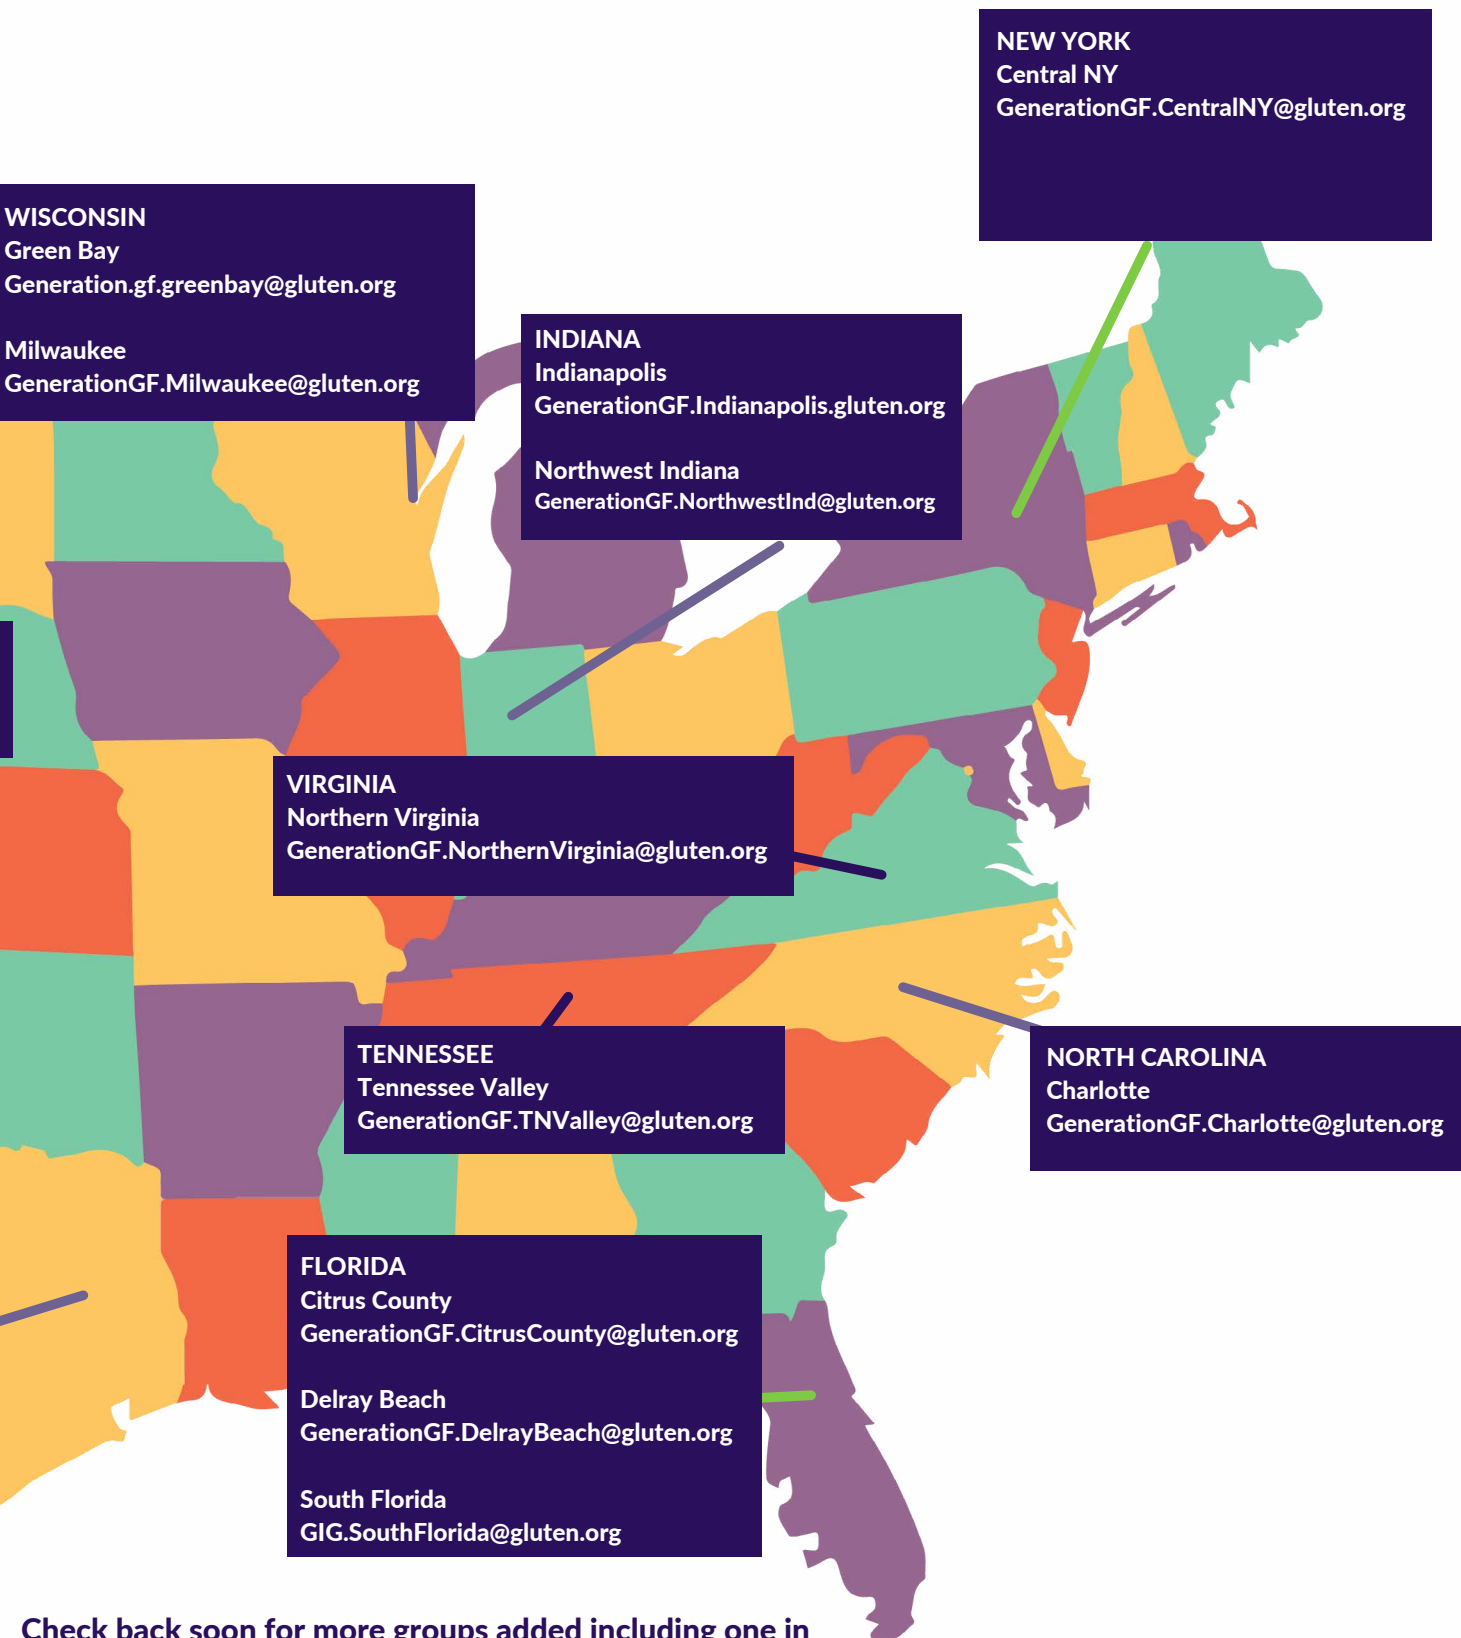 NEW YORK
Central NY
GenerationGF.CentralNY@gluten.org
WISCONSIN
Green Bay
Generation.gf.greenbay@gluten.org
Milwaukee
GenerationGF.Milwaukee@gluten.org
INDIANA
Indianapolis
GenerationGF.Indianapolis.gluten.org
Northwest Indiana
GenerationGF.NorthwestInd@gluten.org
VIRGINIA
Northern Virginia
GenerationGF.NorthernVirginia@gluten.org
TENNESSEE
Tennessee Valley
GenerationGF.TNValley@gluten.org
NORTH CAROLINA
Charlotte
GenerationGF.Charlotte@gluten.org
FLORIDA
Citrus County
GenerationGF.CitrusCounty@gluten.org
Delray Beach
GenerationGF.DelrayBeach@gluten.org
South Florida
GIG.SouthFlorida@gluten.org
Check back soon for more groups added including one in